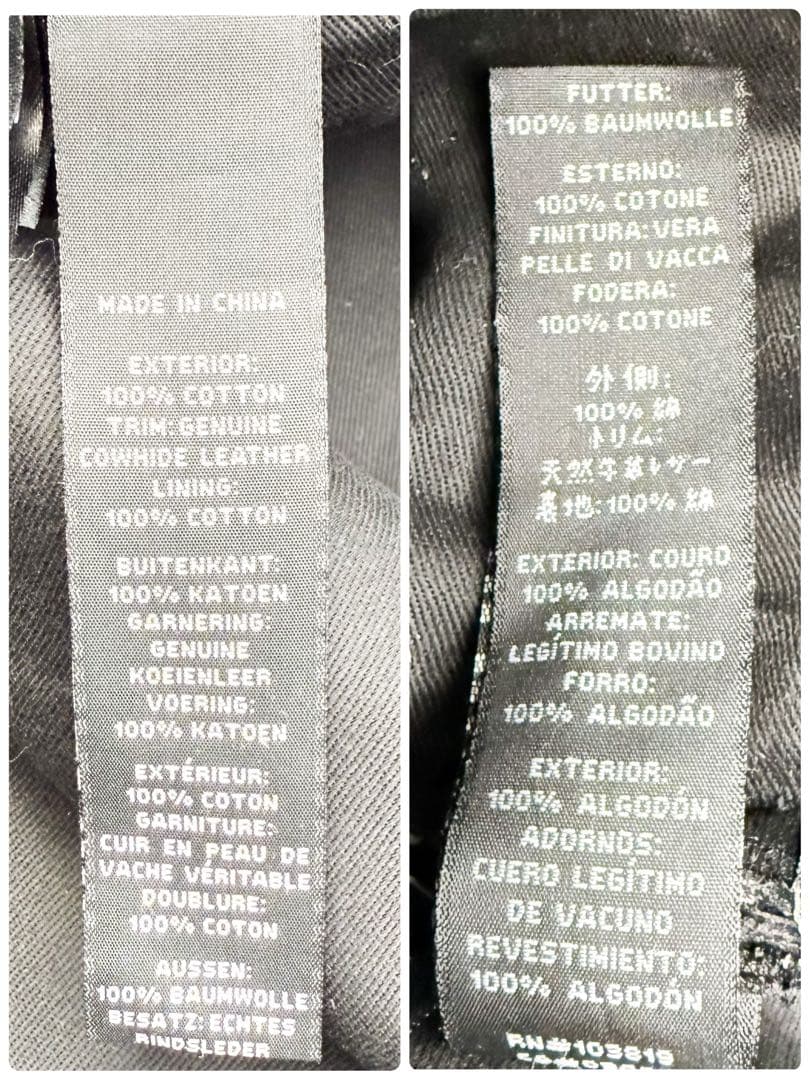 MADE IN CHINA
EXTERIOR:
100% COTTON
TRIM: GENUINE
COWHIDE LEATHER
LINING:
100% COTTON
BUITENKANT:
100% KATOEN
GARNERING:
GENUINE
KOEIENLEER
VOERING:
100% KATOEN
EXTÉRIEUR:
100% COTON
GARNITURE:
CUIR EN PEAU DE
VACHE VÉRITABLE
DOUBLURE:
100% COTON
AUSSEN:
100% BAUMWOLLE
BESATZ: ECHTES
RINDSLEDER
FUTTER:
100% BAUMWOLLE
ESTERNO:
100% COTONE
FINITURA: VERA
PELLE DI VACCA
FODERA:
100% COTONE
外側:
100% 綿
トリム:
天然牛革レザー
裏地:100% 綿
EXTERIOR: COURO
100% ALGODÃO
ARREMATE:
LEGÍTIMO BOVINO
FORRO:
100% ALGODÃO
EXTERIOR:
100% ALGODÓN
ADORNOS:
CUERO LEGÍTIMO
DE VACUNO
REVESTIMIENTO:
100% ALGODÓN
RN#103819